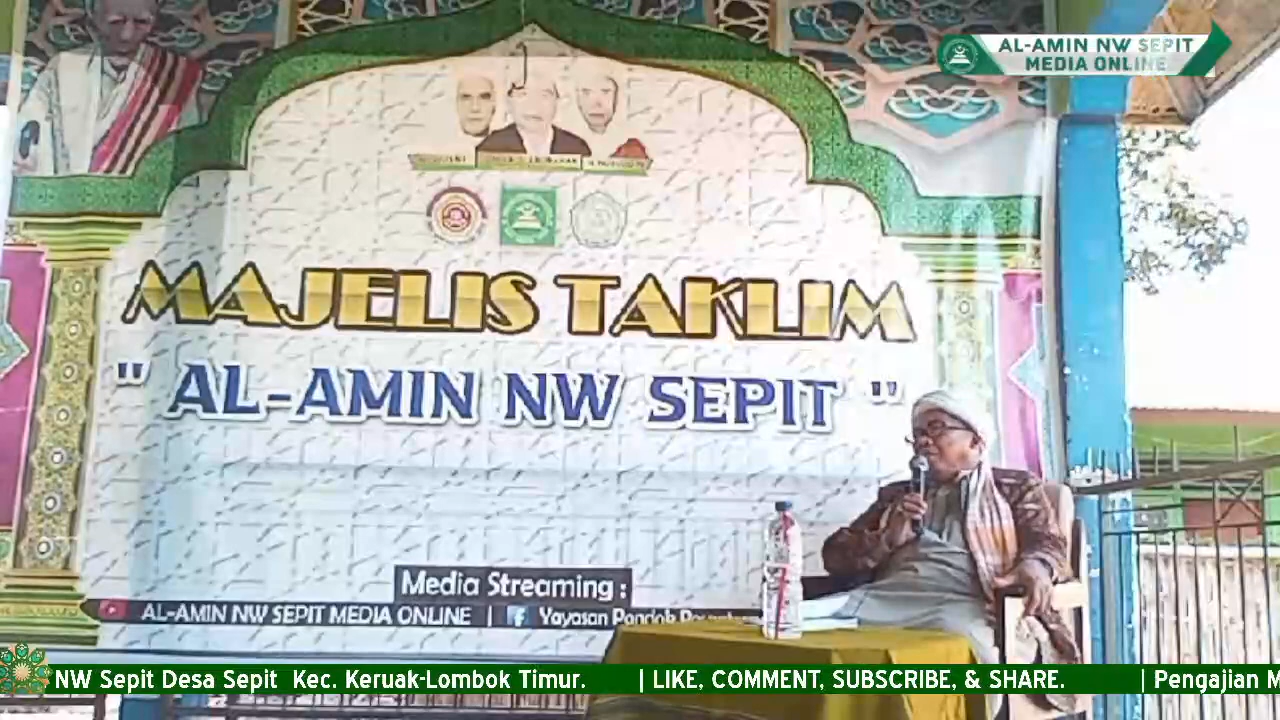 AL-AMIN NW SEPIT
MEDIA ONLINE
MAJELIS TAKLIM
" AL-AMIN NW SEPIT "
Media Streaming :
AL-AMIN NW SEPIT MEDIA ONLINE | Yayasan Pondok
NW Sepit Desa Sepit Kec. Keruak-Lombok Timur. | LIKE, COMMENT, SUBSCRIBE, & SHARE. | Pengajian M